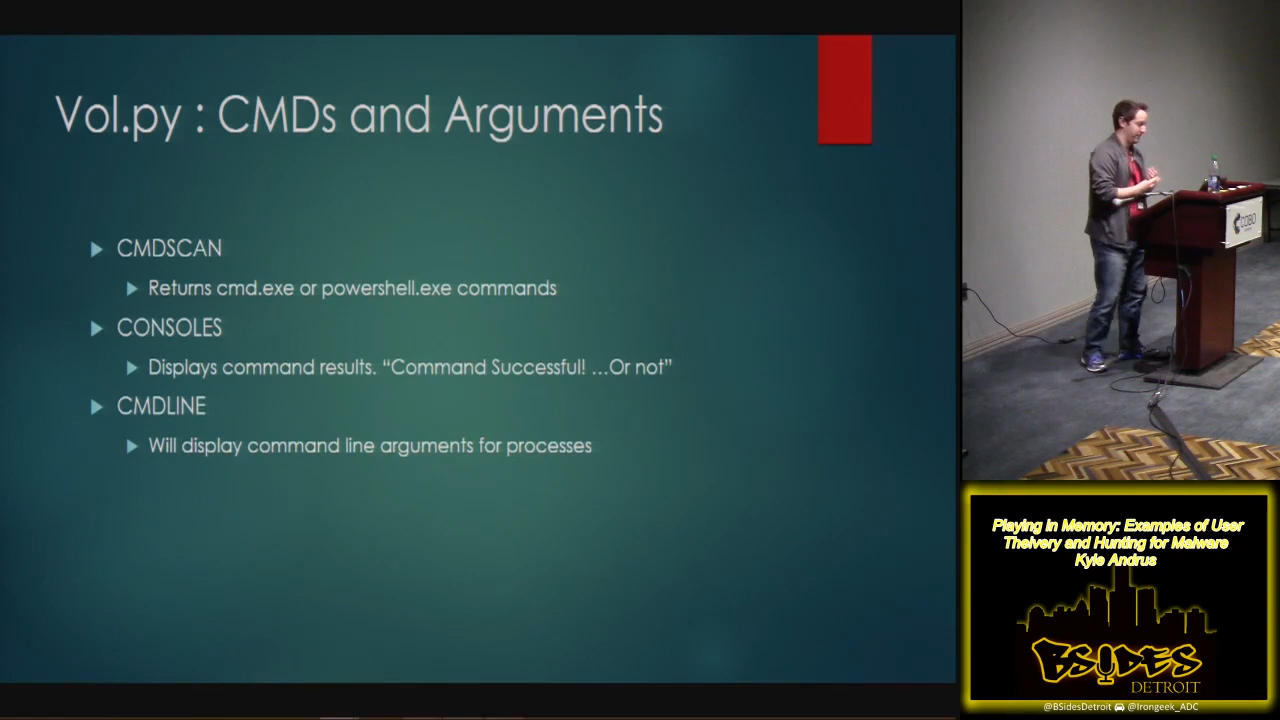 Vol.py : CMDs and Arguments
CMDSCAN
Returns cmd.exe or powershell.exe commands
CONSOLES
Displays command results. “Command Successful! …Or not”
CMDLINE
Will display command line arguments for processes
COBO
Playing in Memory: Examples of User
Theivery and Hunting for Malware
Kyle Andrus
BSIDES
DETROIT
@BSidesDetroit @Irongeek_ADC